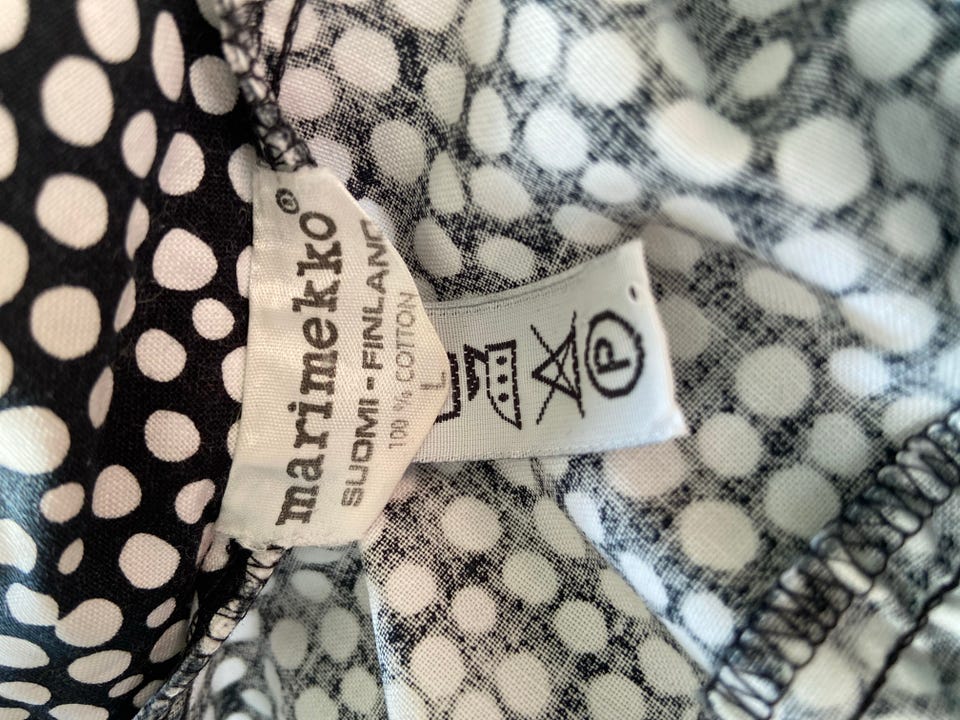 marimekko®
SUOMI-FINLAND
100 % COTTON
L
P